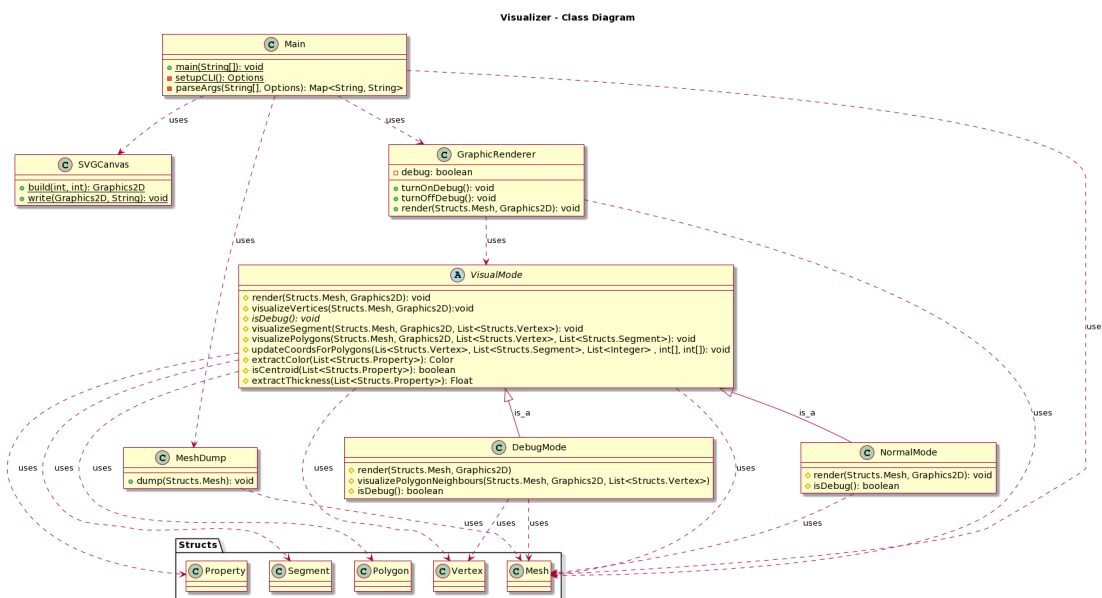 Visualizer - Class Diagram
C Main
main(String[]): void
setupCLI(): Options
parseArgs(String[], Options): Map<String, String>
uses
uses
C SVGCanvas
build(int, int): Graphics2D
write(Graphics2D, String): void
C GraphicRenderer
debug: boolean
turnOnDebug(): void
turnOffDebug(): void
render(Structs.Mesh, Graphics2D): void
uses
uses
A VisualMode
render(Structs.Mesh, Graphics2D): void
visualizeVertices(Structs.Mesh, Graphics2D):void
isDebug(): void
visualizeSegment(Structs.Mesh, Graphics2D, List<Structs.Vertex>): void
visualizePolygons(Structs.Mesh, Graphics2D, List<Structs.Vertex>, List<Structs.Segment>): void
updateCoordsForPolygons(Lis<Structs.Vertex>, List<Structs.Segment>, List<Integer> , int[], int[]): void
extractColor(List<Structs.Property>): Color
isCentroid(List<Structs.Property>): boolean
extractThickness(List<Structs.Property>): Float
use
is_a
is_a
uses
C MeshDump
dump(Structs.Mesh): void
C DebugMode
render(Structs.Mesh, Graphics2D)
visualizePolygonNeighbours(Structs.Mesh, Graphics2D, List<Structs.Vertex>)
isDebug(): boolean
C NormalMode
render(Structs.Mesh, Graphics2D): void
isDebug(): boolean
uses
uses
uses
uses
uses
uses
uses
uses
uses
Structs
C Property
C Segment
C Polygon
C Vertex
C Mesh